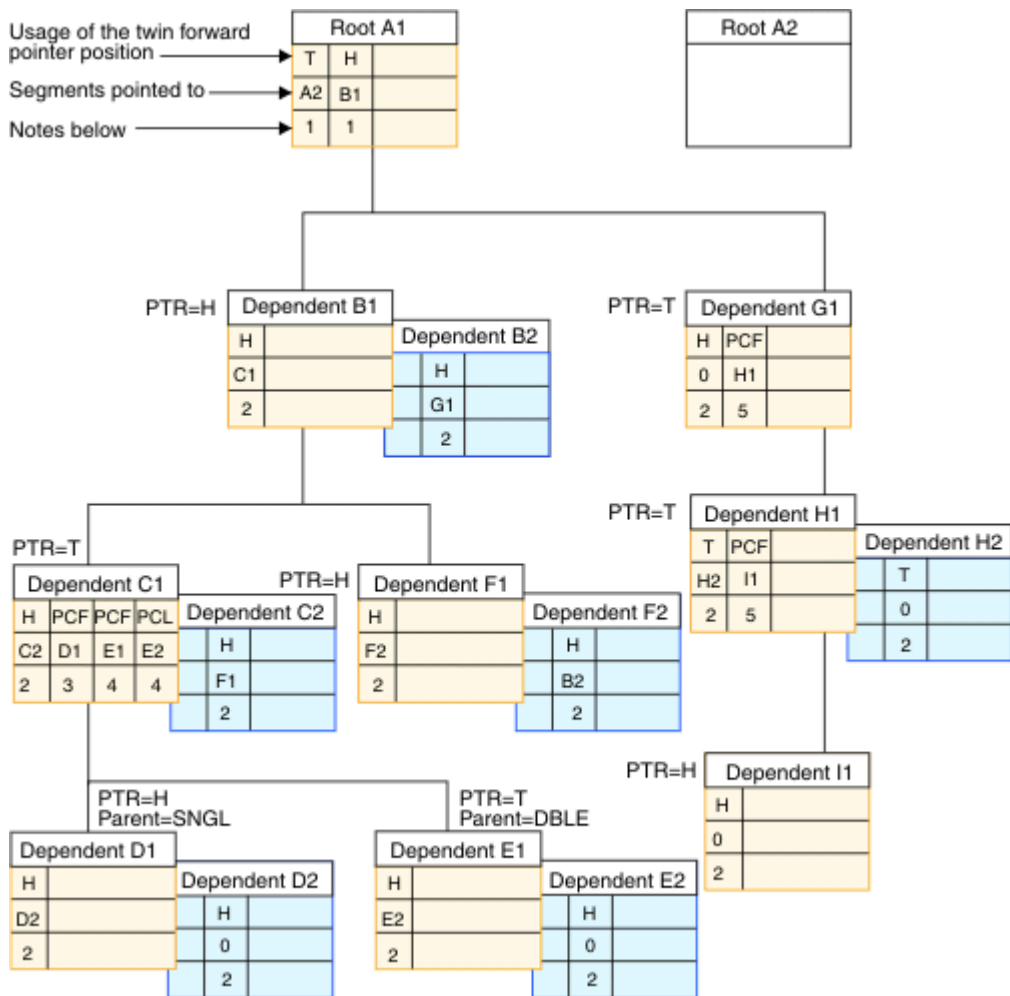 Usage of the twin forward
pointer position
Segments pointed to
Notes below
Root A1
T H
A2 B1
1 1
Root A2
PTR=H
Dependent B1
H
C1
2
Dependent B2
H
G1
2
PTR=T
Dependent G1
H PCF
0 H1
2 5
PTR=T
Dependent H1
T PCF
H2 I1
2 5
Dependent H2
T
0
2
PTR=T
Dependent C1
H PCF PCF PCL
C2 D1 E1 E2
2 3 4 4
Dependent C2
H
F1
2
PTR=H
Dependent F1
H
F2
2
Dependent F2
H
B2
2
PTR=H
Dependent I1
H
0
2
PTR=H
Parent=SNGL
Dependent D1
H
D2
2
Dependent D2
H
0
2
PTR=T
Parent=DBLE
Dependent E1
H
E2
2
Dependent E2
H
0
2